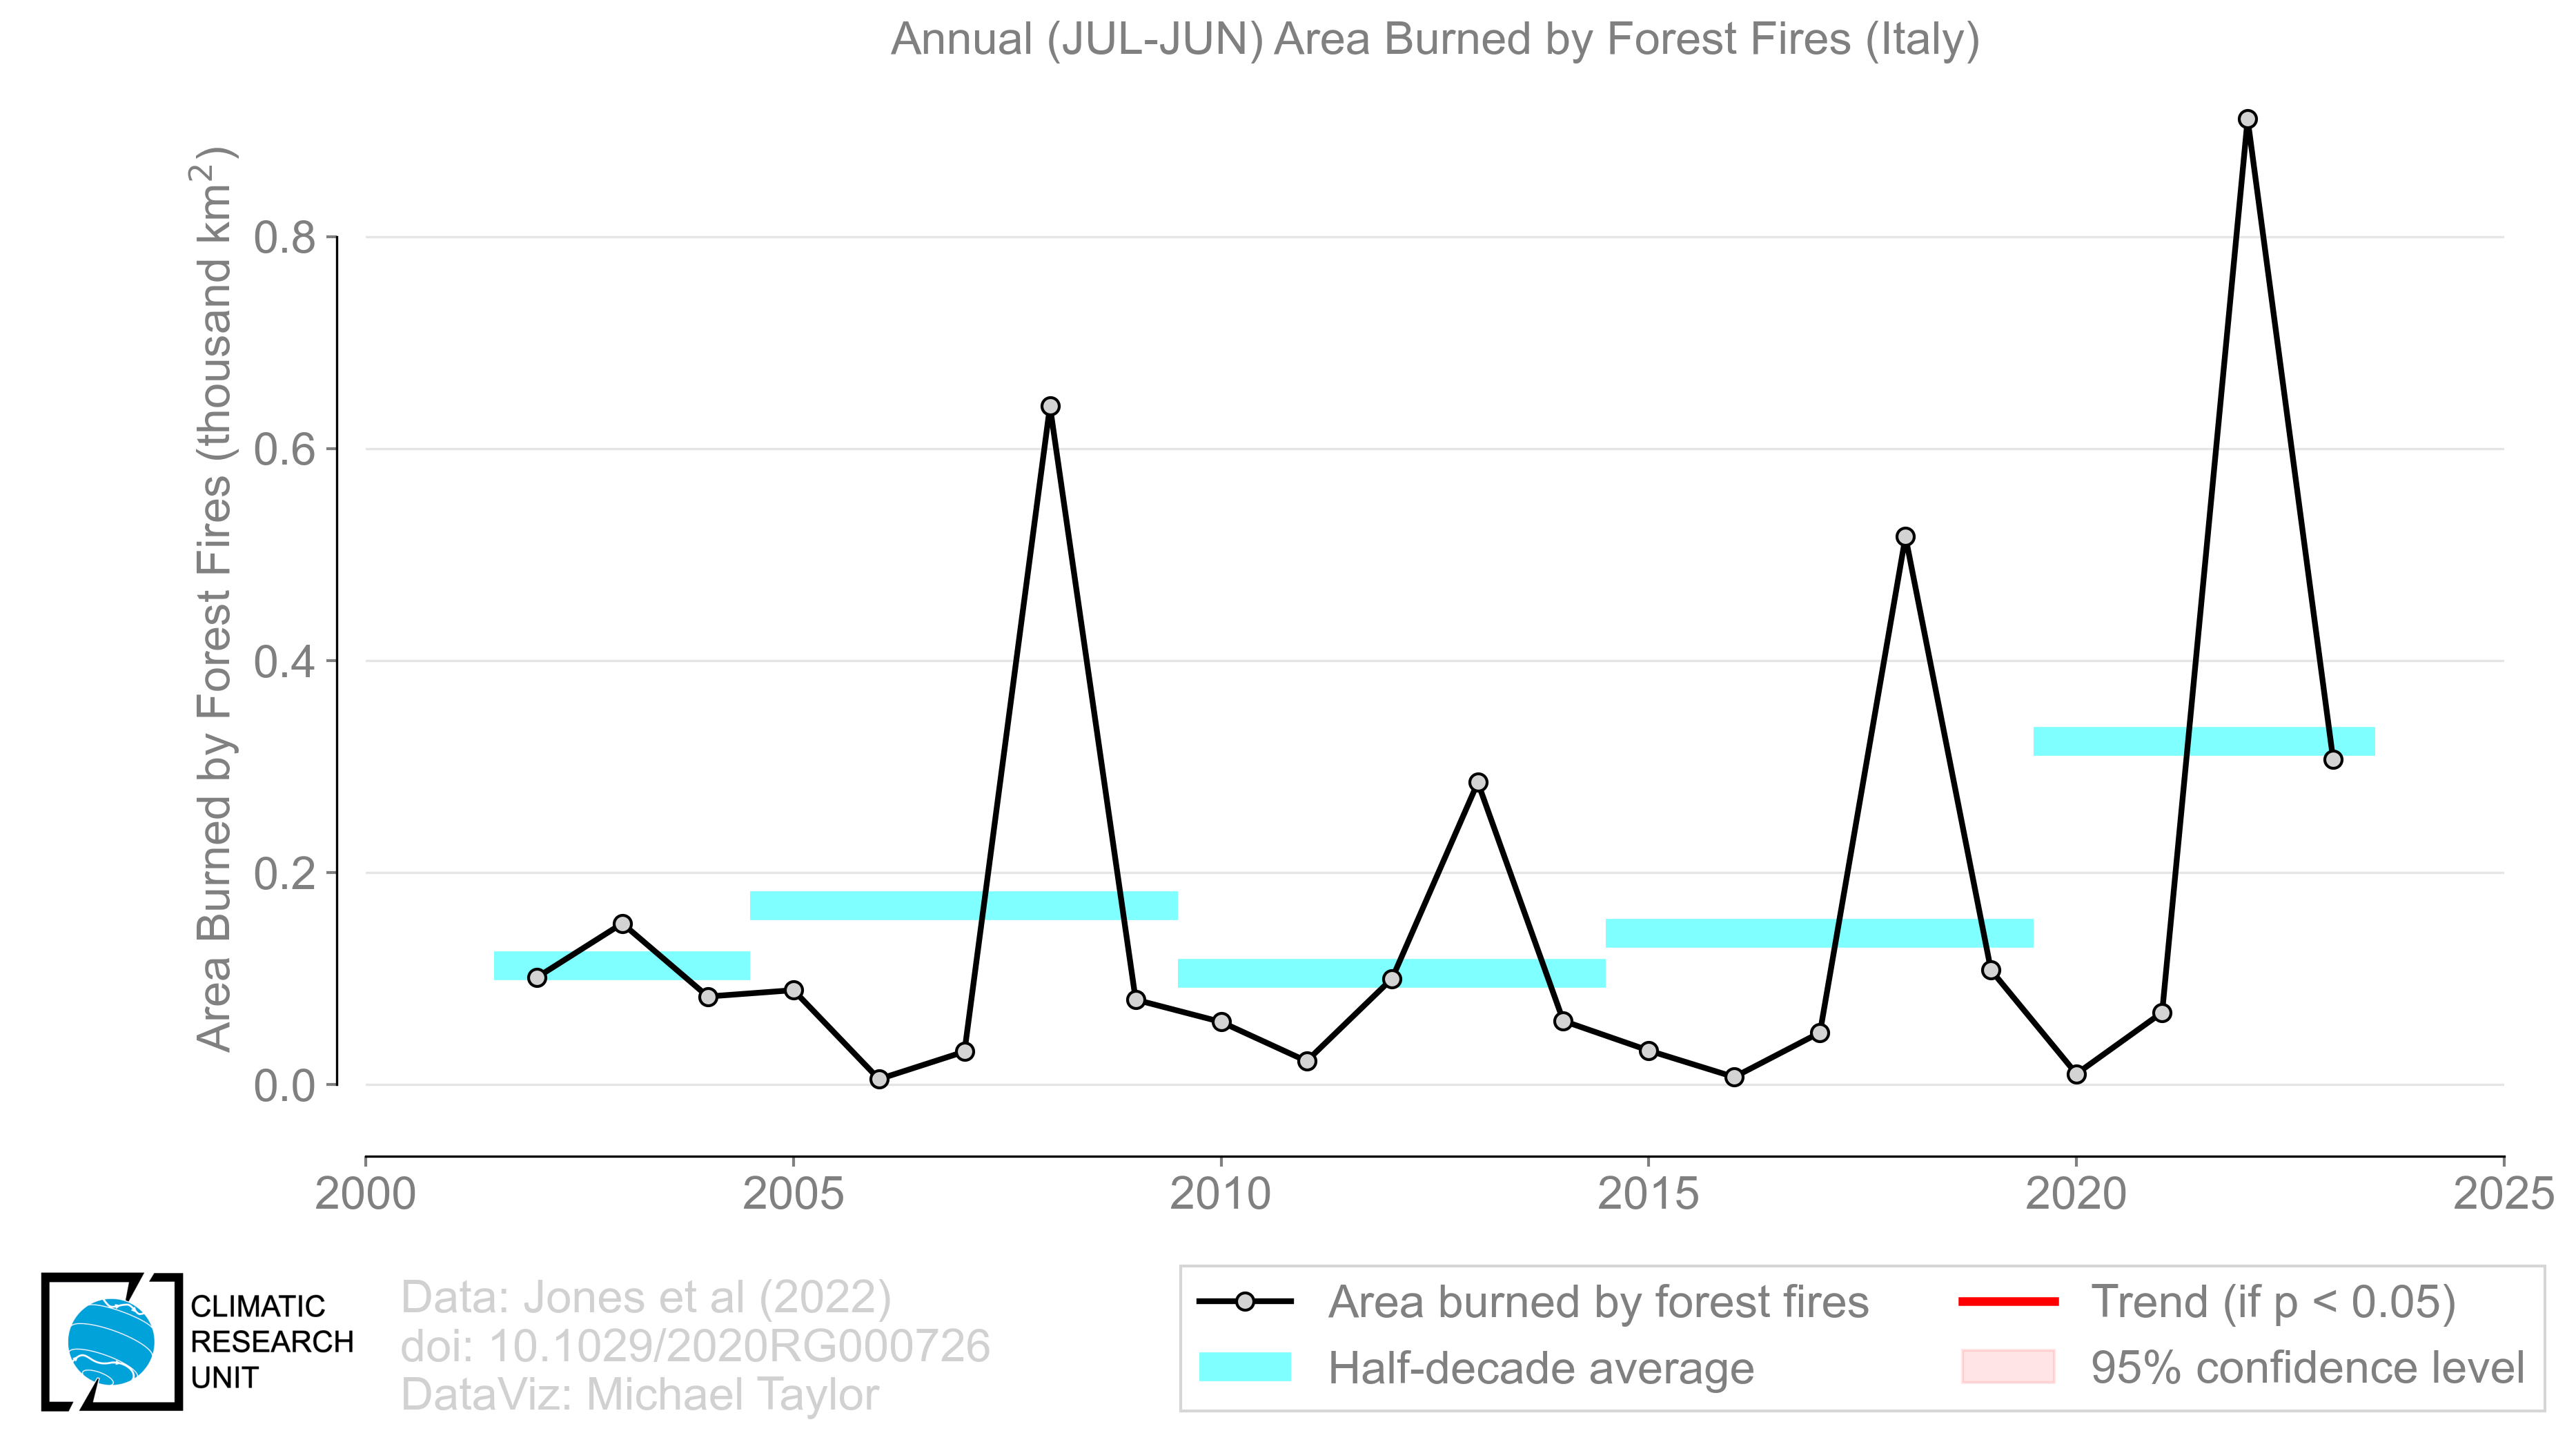 Annual (JUL-JUN) Area Burned by Forest Fires (Italy)
Area Burned by Forest Fires (thousand km²)
0.8
0.6
0.4
0.2
0.0
2000 2005 2010 2015 2020 2025
CLIMATIC
RESEARCH
UNIT
Data: Jones et al (2022)
doi: 10.1029/2020RG000726
DataViz: Michael Taylor
Area burned by forest fires
Half-decade average
Trend (if p < 0.05)
95% confidence level